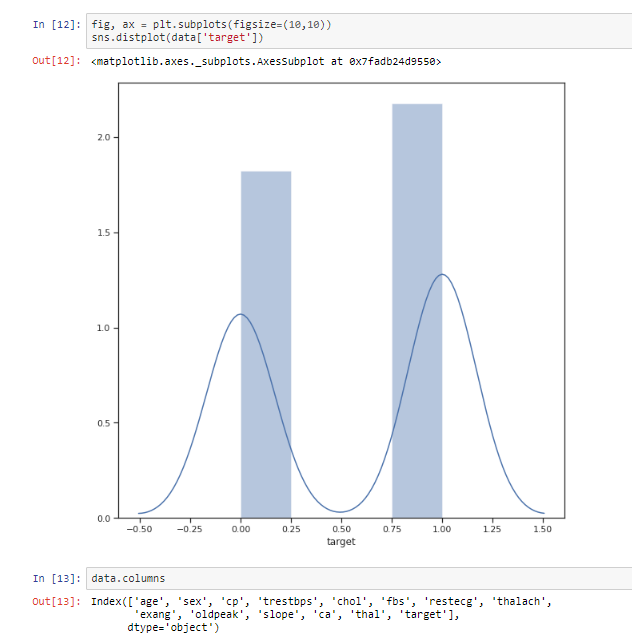 In [12]: fig, ax = plt.subplots(figsize=(10,10))
sns.distplot(data['target'])
Out[12]: <matplotlib.axes._subplots.AxesSubplot at 0x7fadb24d9550>
2.0
1.5
1.0
0.5
0.0
−0.50 −0.25 0.00 0.25 0.50 0.75 1.00 1.25 1.50
target
In [13]: data.columns
Out[13]: Index(['age', 'sex', 'cp', 'trestbps', 'chol', 'fbs', 'restecg', 'thalach',
'exang', 'oldpeak', 'slope', 'ca', 'thal', 'target'],
dtype='object')